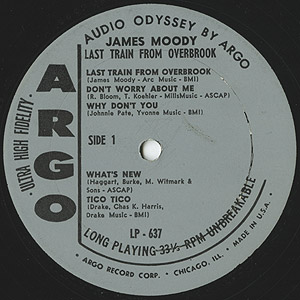 AUDIO ODYSSEY BY ARGO
JAMES MOODY
LAST TRAIN FROM OVERBROOK
LAST TRAIN FROM OVERBROOK
(James Moody - Arc Music - BMI)
DON'T WORRY ABOUT ME
(R. Bloom, T. Koehler - MillsMusic - ASCAP)
WHY DON'T YOU
(Johnnie Pate, Yvonne Music - BMI)
SIDE 1
WHAT'S NEW
(Haggart, Burke, M. Witmark &
Sons - ASCAP)
TICO TICO
(Drake, Chas K. Harris,
Drake Music - BMI)
LP - 637
LONG PLAYING 33⅓ RPM UNBREAKABLE
• ARGO RECORD CORP. • CHICAGO, ILL. • MADE IN U.S.A. •
ULTRA HIGH FIDELITY
ARGO